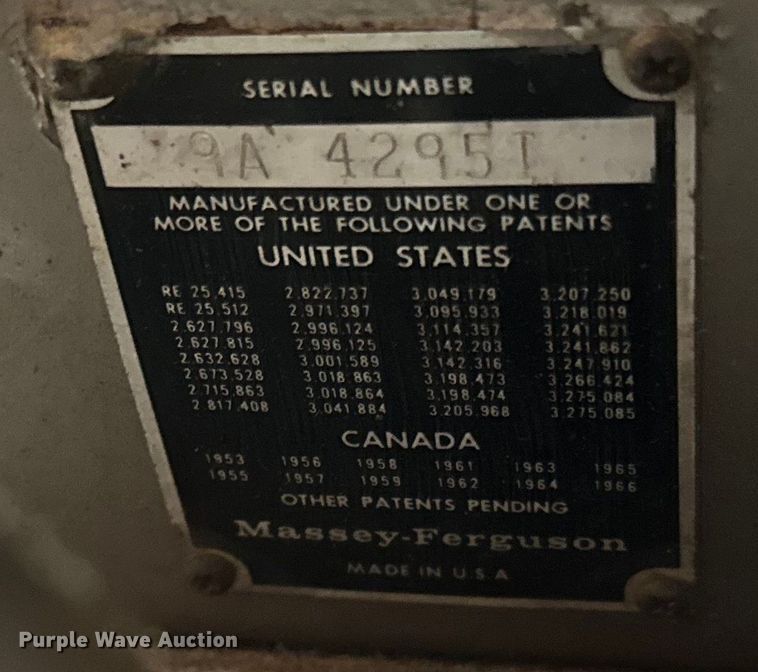 SERIAL NUMBER
9A 42951
MANUFACTURED UNDER ONE OR
MORE OF THE FOLLOWING PATENTS
UNITED STATES
RE 25,415 2,822,737 3,049,179 3,207,250
RE 25,512 2,971,397 3,095,933 3,218,019
2,627,796 2,996,124 3,114,357 3,241,621
2,627,815 2,996,125 3,142,203 3,241,862
2,632,628 3,001,589 3,142,316 3,247,910
2,673,528 3,018,863 3,198,473 3,266,424
2,715,863 3,018,864 3,198,474 3,275,084
2,817,408 3,041,884 3,205,968 3,275,085
CANADA
1953 1956 1958 1961 1963 1965
1955 1957 1959 1962 1964 1966
OTHER PATENTS PENDING
Massey-Ferguson
MADE IN U.S.A
Purple Wave Auction